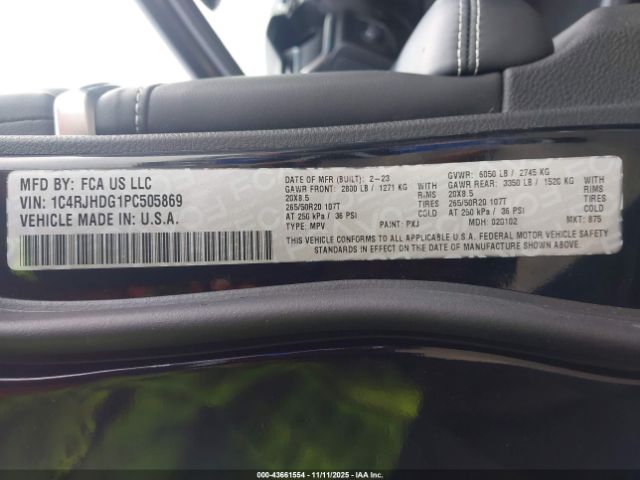 MFD BY: FCA US LLC
VIN: 1C4RJHDG1PC505869
VEHICLE MADE IN U.S.A.
DATE OF MFR (BUILT): 2-23
GVWR: 6050 LB / 2745 KG
GAWR FRONT: 2800 LB / 1271 KG WITH
GAWR REAR: 3350 LB / 1520 KG WITH
20X8.5 RIMS
20X8.5 RIMS
265/50R20 107T TIRES
265/50R20 107T TIRES
AT 250 kPa / 36 PSI COLD
AT 250 kPa / 36 PSI COLD
TYPE: MPV PAINT: PXJ MDH: 020102 MKT: 875
THIS VEHICLE CONFORMS TO ALL APPLICABLE U.S.A. FEDERAL MOTOR VEHICLE SAFETY
STANDARDS IN EFFECT ON THE DATE OF MANUFACTURE SHOWN ABOVE.
000-43661554 - 11/11/2025 - IAAI.COM